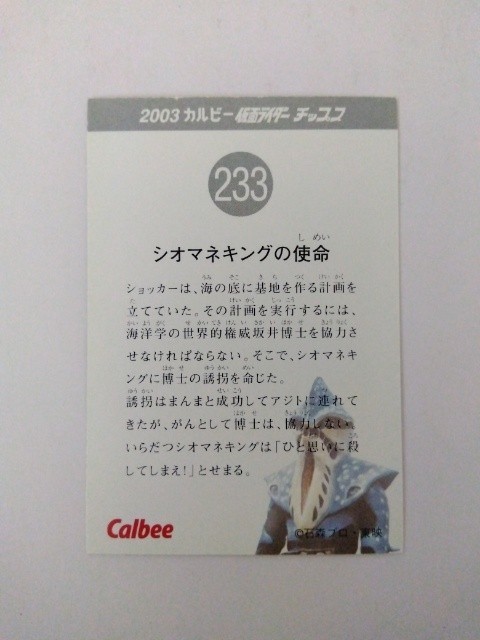 2003 カルビー 仮面ライダー チップス
233
シオマネキングの使命
ショッカーは、海の底に基地を作る計画を
立てていた。その計画を実行するには、
海洋学の世界的権威坂井博士を協力さ
せなければならない。そこで、シオマネキ
ングに博士の誘拐を命じた。
誘拐はまんまと成功してアジトに連れて
きたが、がんとして博士は、協力しない。
いらだつシオマネキングは「ひと思いに殺
してしまえ!」とせまる。
Calbee
©石森プロ・東映